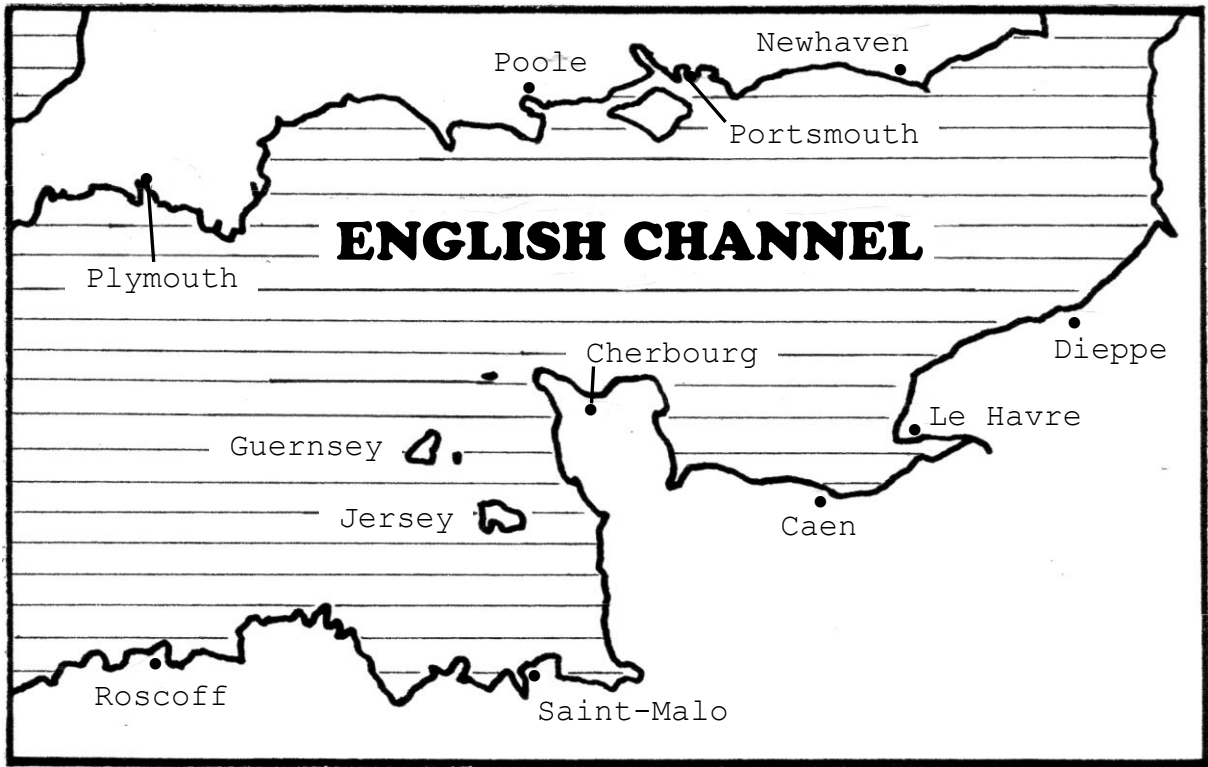 Newhaven
Poole
Portsmouth
ENGLISH CHANNEL
Plymouth
Cherbourg
Dieppe
Le Havre
Guernsey
Jersey
Caen
Roscoff
Saint-Malo